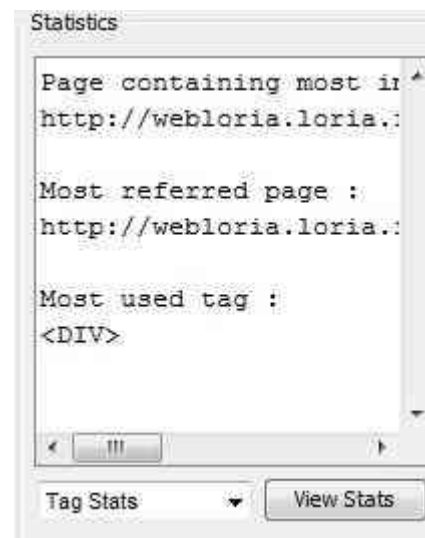 Statistics
Page containing most
http://webloria.loria.
Most referred page :
http://webloria.loria.
Most used tag :
<DIV>
Tag Stats
View Stats